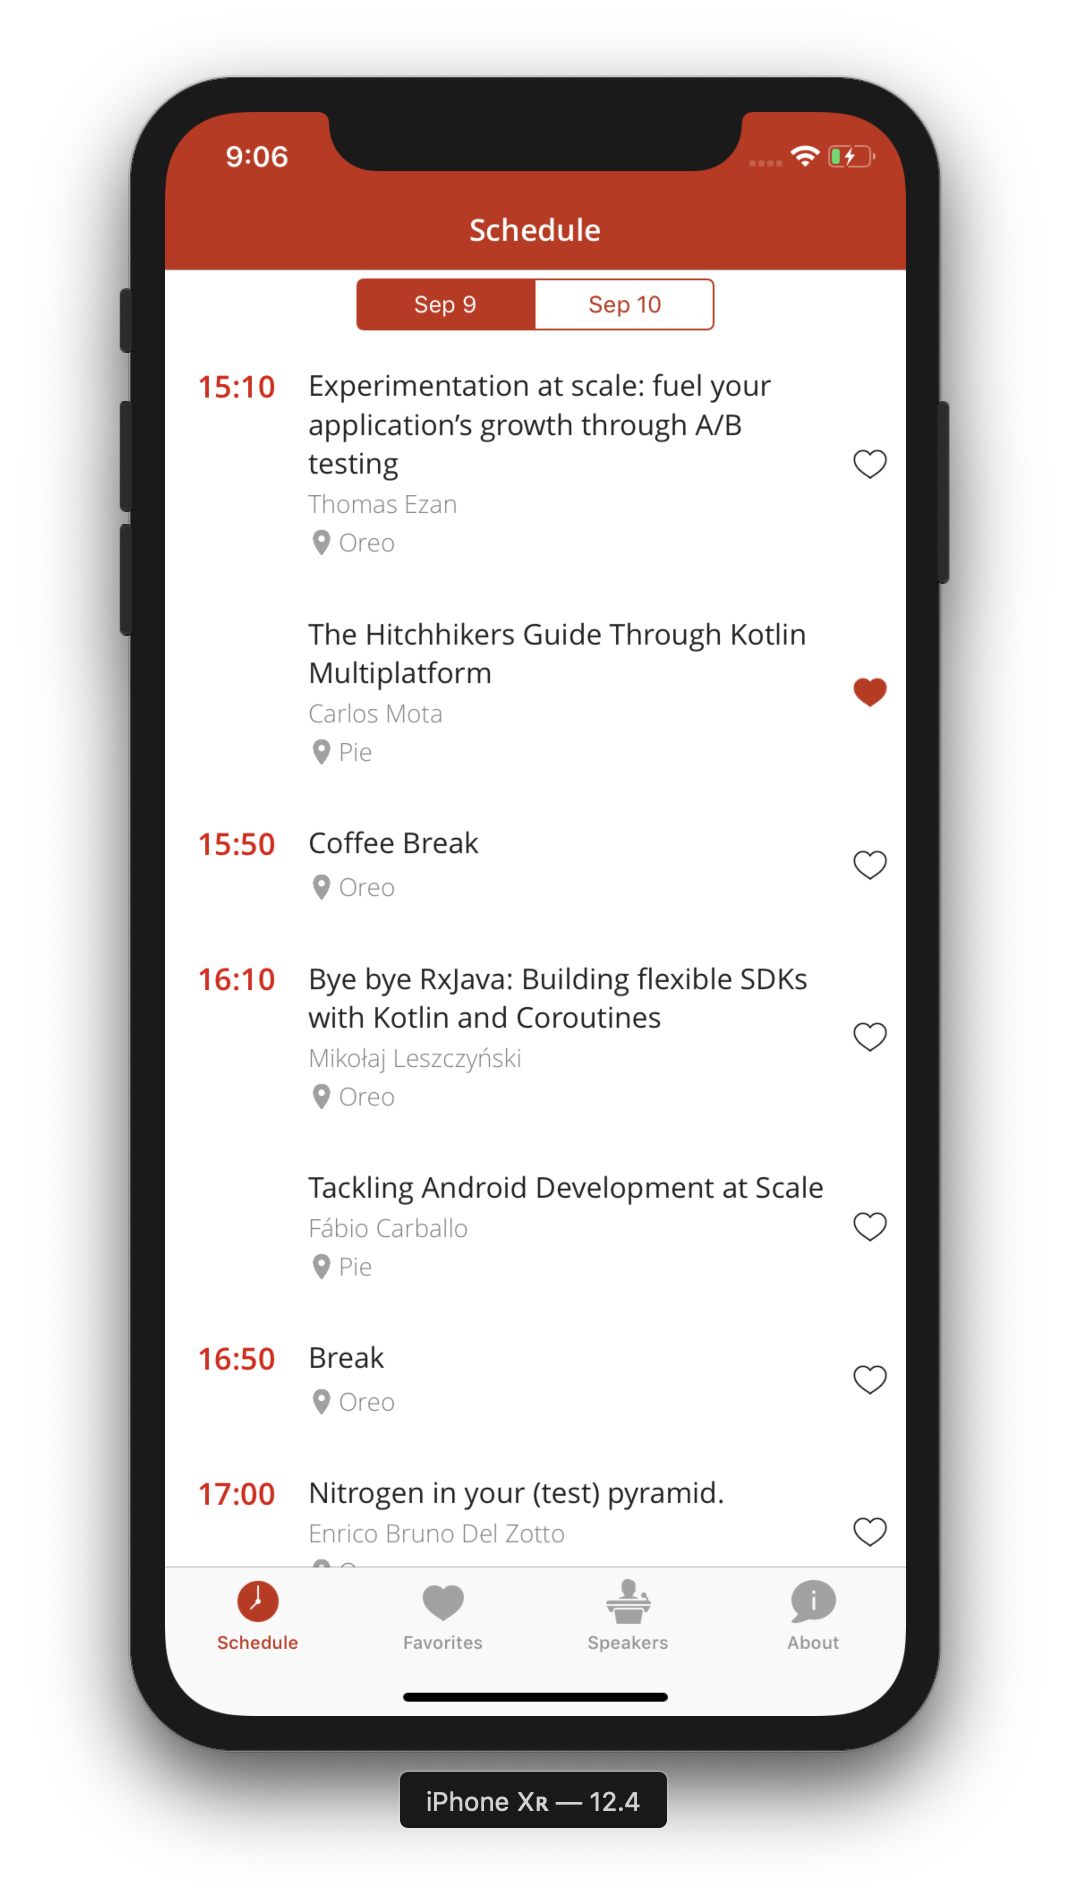 9:06
Schedule
Sep 9
Sep 10
15:10
Experimentation at scale: fuel your
application’s growth through A/B
testing
Thomas Ezan
Oreo
The Hitchhikers Guide Through Kotlin
Multiplatform
Carlos Mota
Pie
15:50
Coffee Break
Oreo
16:10
Bye bye RxJava: Building flexible SDKs
with Kotlin and Coroutines
Mikołaj Leszczyński
Oreo
Tackling Android Development at Scale
Fábio Carballo
Pie
16:50
Break
Oreo
17:00
Nitrogen in your (test) pyramid.
Enrico Bruno Del Zotto
Schedule
Favorites
Speakers
About
iPhone Xʀ — 12.4